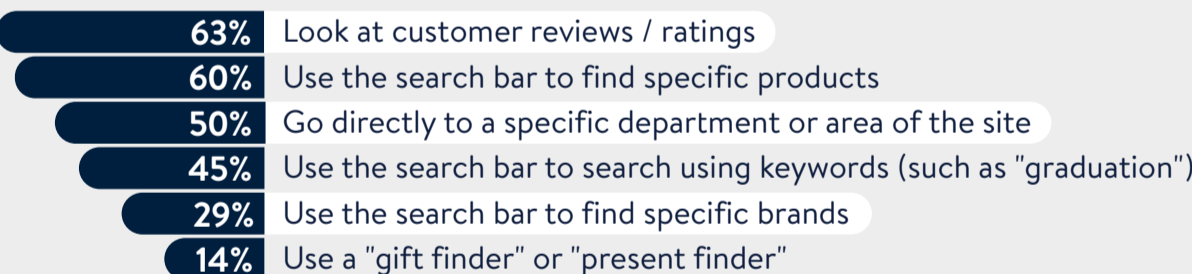 63% Look at customer reviews / ratings
60% Use the search bar to find specific products
50% Go directly to a specific department or area of the site
45% Use the search bar to search using keywords (such as "graduation")
29% Use the search bar to find specific brands
14% Use a "gift finder" or "present finder"